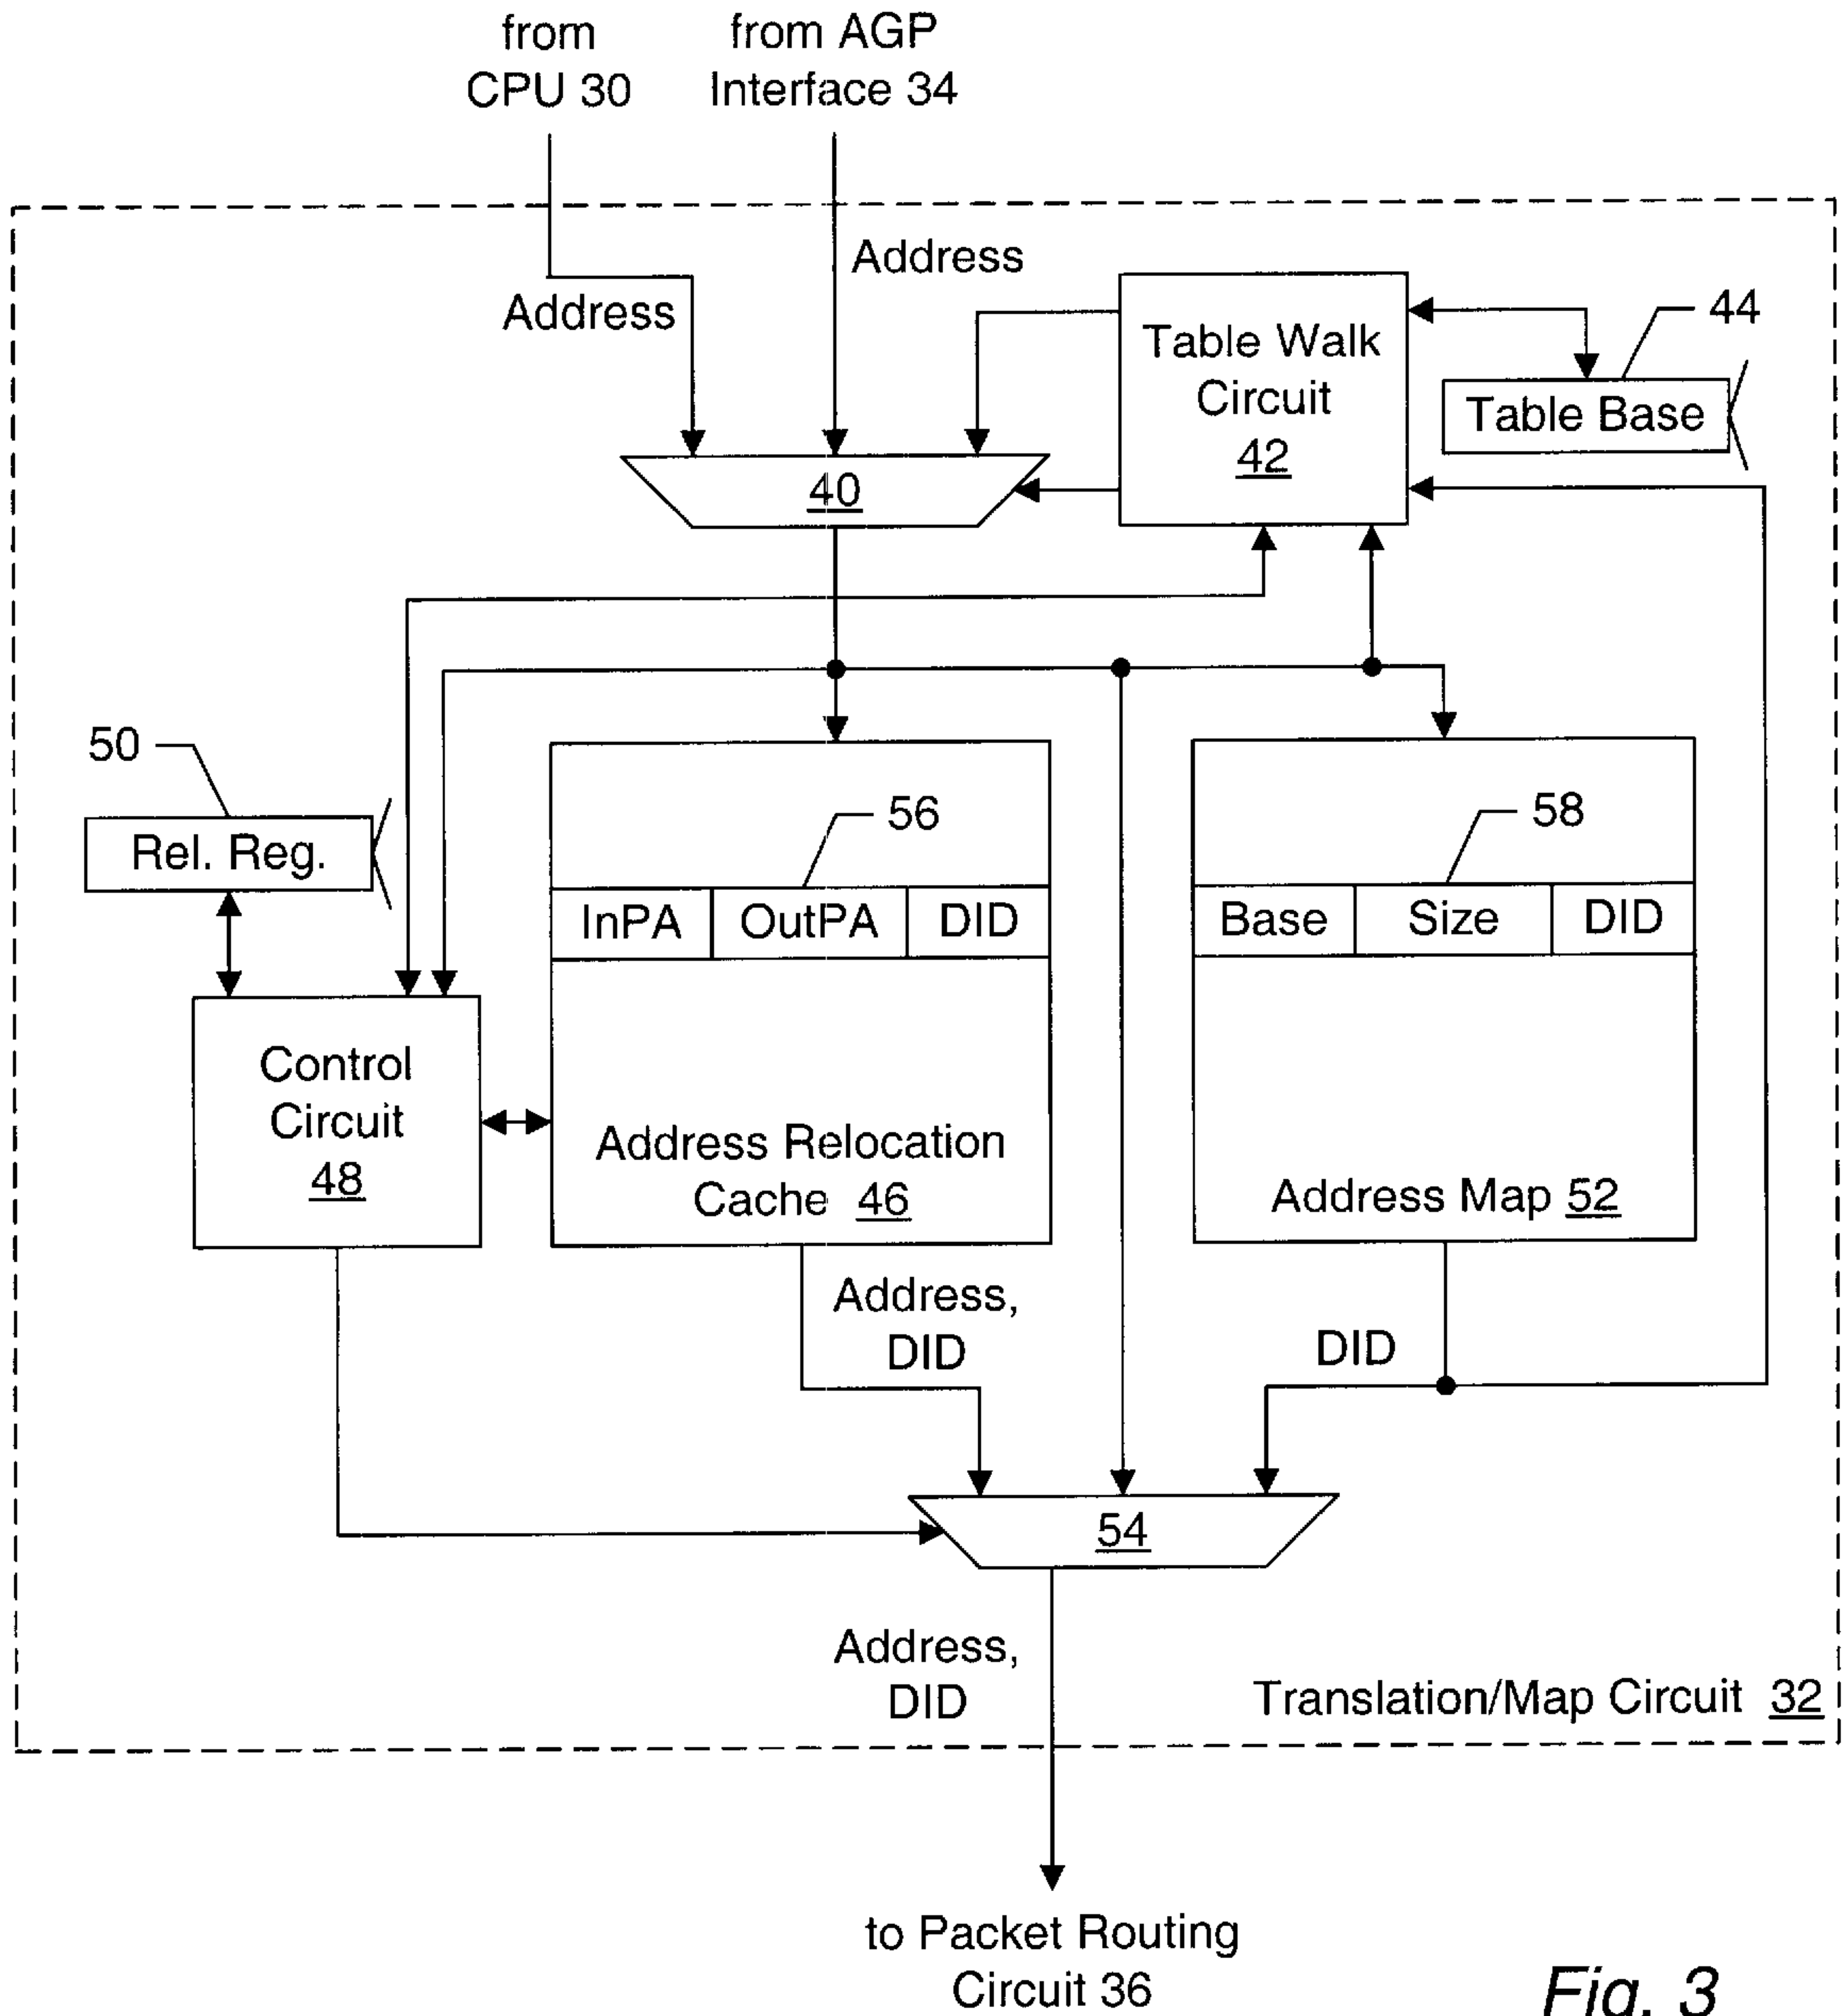 from
CPU 30
from AGP
Interface 34
Address
Address
Table Walk
Circuit
42
44
Table Base
40
50
Rel. Reg.
56
58
InPA OutPA DID
Base Size DID
Control
Circuit
48
Address Relocation
Cache 46
Address Map 52
Address,
DID
DID
54
Address,
DID
Translation/Map Circuit 32
to Packet Routing
Circuit 36
Fig. 3